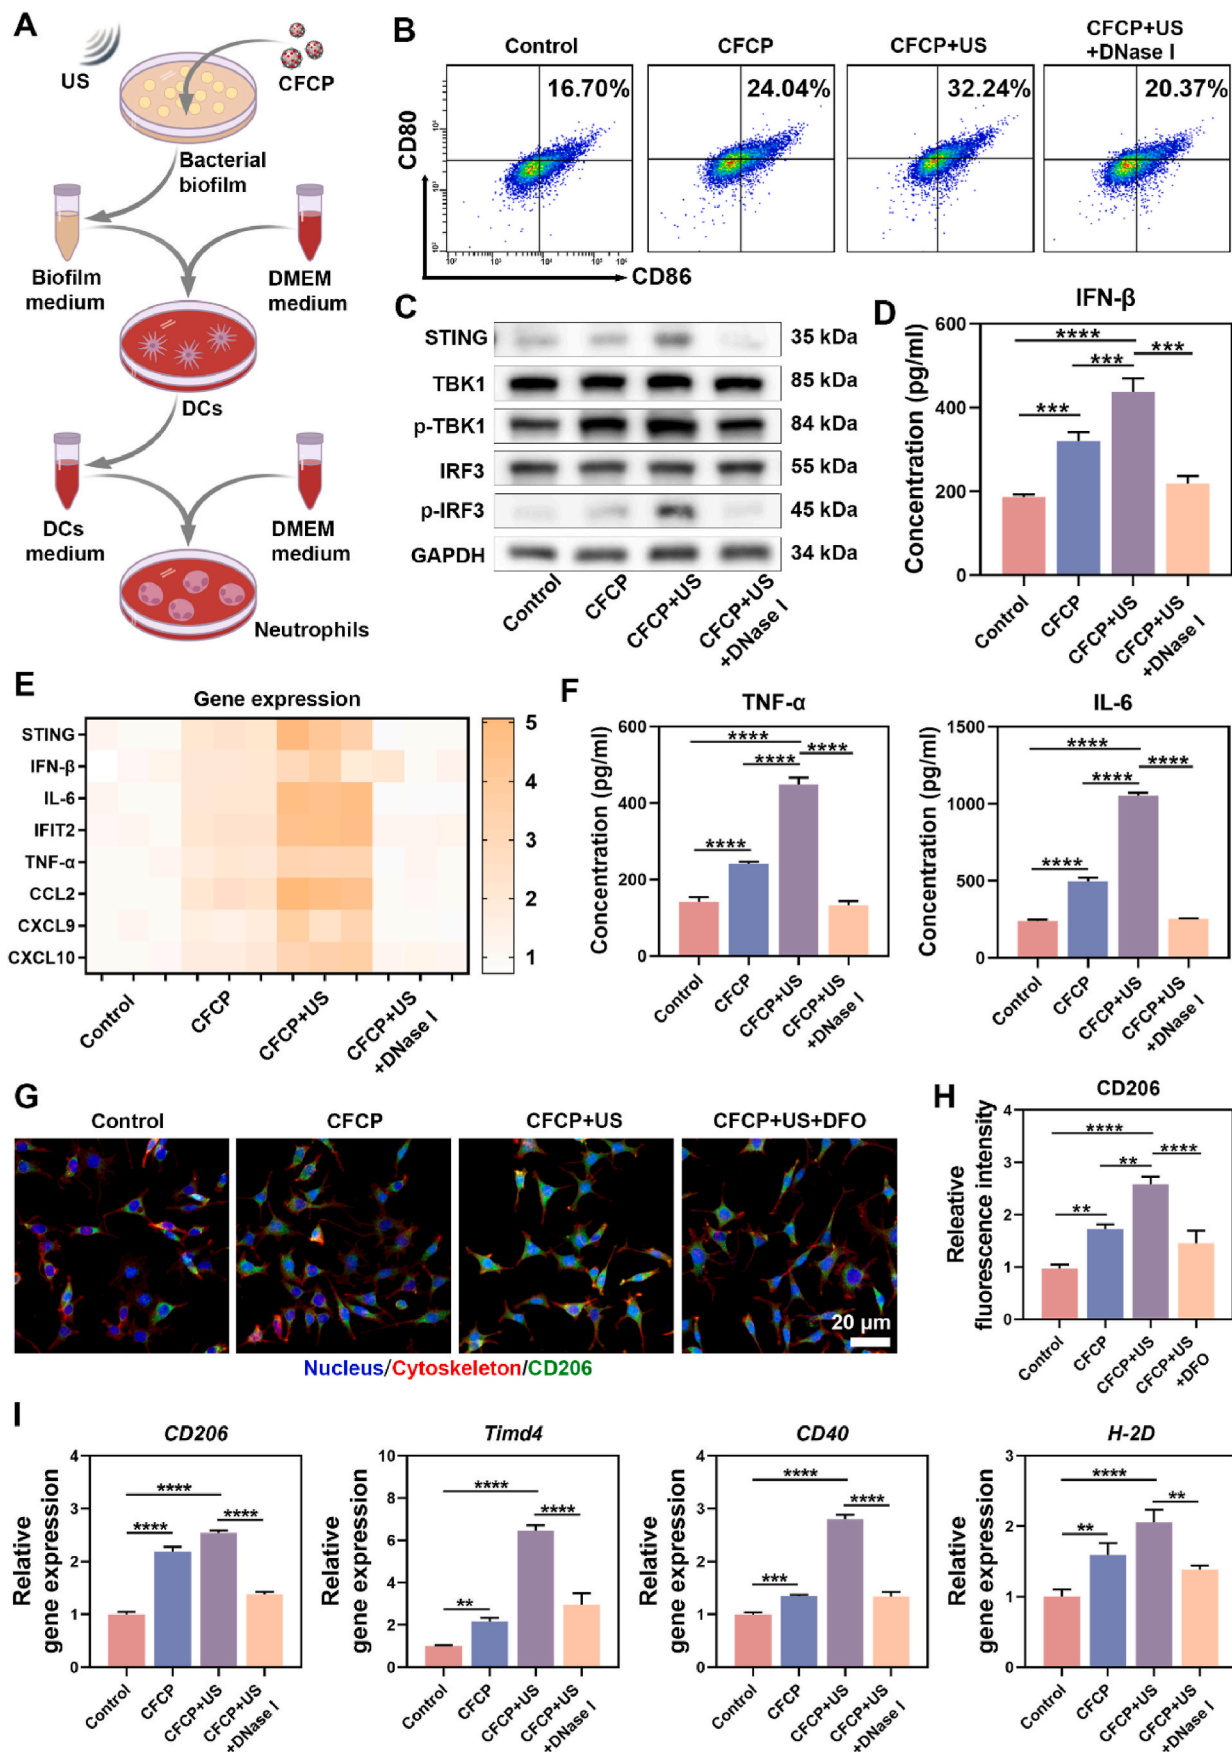 A
US
CFCP
Bacterial
biofilm
Biofilm
medium
DMEM
medium
DCs
DCs
medium
DMEM
medium
Neutrophils
B
Control
CFCP
CFCP+US
CFCP+US
+DNase I
16.70%
24.04%
32.24%
20.37%
CD80
CD86
C
STING
35 kDa
TBK1
85 kDa
p-TBK1
84 kDa
IRF3
55 kDa
p-IRF3
45 kDa
GAPDH
34 kDa
Control
CFCP
CFCP+US
CFCP+US
+DNase I
D
IFN-β
Concentration (pg/ml)
600
400
200
0
****
***
***
***
Control
CFCP
CFCP+US
CFCP+US
+DNase I
E
Gene expression
STING
IFN-β
IL-6
IFIT2
TNF-α
CCL2
CXCL9
CXCL10
5
4
3
2
1
Control
CFCP
CFCP+US
CFCP+US
+DNase I
F
TNF-α
Concentration (pg/ml)
600
400
200
0
****
****
****
****
Control
CFCP
CFCP+US
CFCP+US
+DNase I
IL-6
Concentration (pg/ml)
1500
1000
500
0
****
****
****
****
Control
CFCP
CFCP+US
CFCP+US
+DNase I
G
Control
CFCP
CFCP+US
CFCP+US+DFO
20 μm
Nucleus/Cytoskeleton/CD206
H
CD206
Releative
fluorescence intensity
4
3
2
1
0
****
**
****
**
Control
CFCP
CFCP+US
CFCP+US
+DFO
I
CD206
Relative
gene expression
4
3
2
1
0
****
****
****
Control
CFCP
CFCP+US
CFCP+US
+DNase I
Timd4
Relative
gene expression
10
8
6
4
2
0
****
****
**
Control
CFCP
CFCP+US
CFCP+US
+DNase I
CD40
Relative
gene expression
4
3
2
1
0
****
****
***
Control
CFCP
CFCP+US
CFCP+US
+DNase I
H-2D
Relative
gene expression
3
2
1
0
****
**
**
Control
CFCP
CFCP+US
CFCP+US
+DNase I